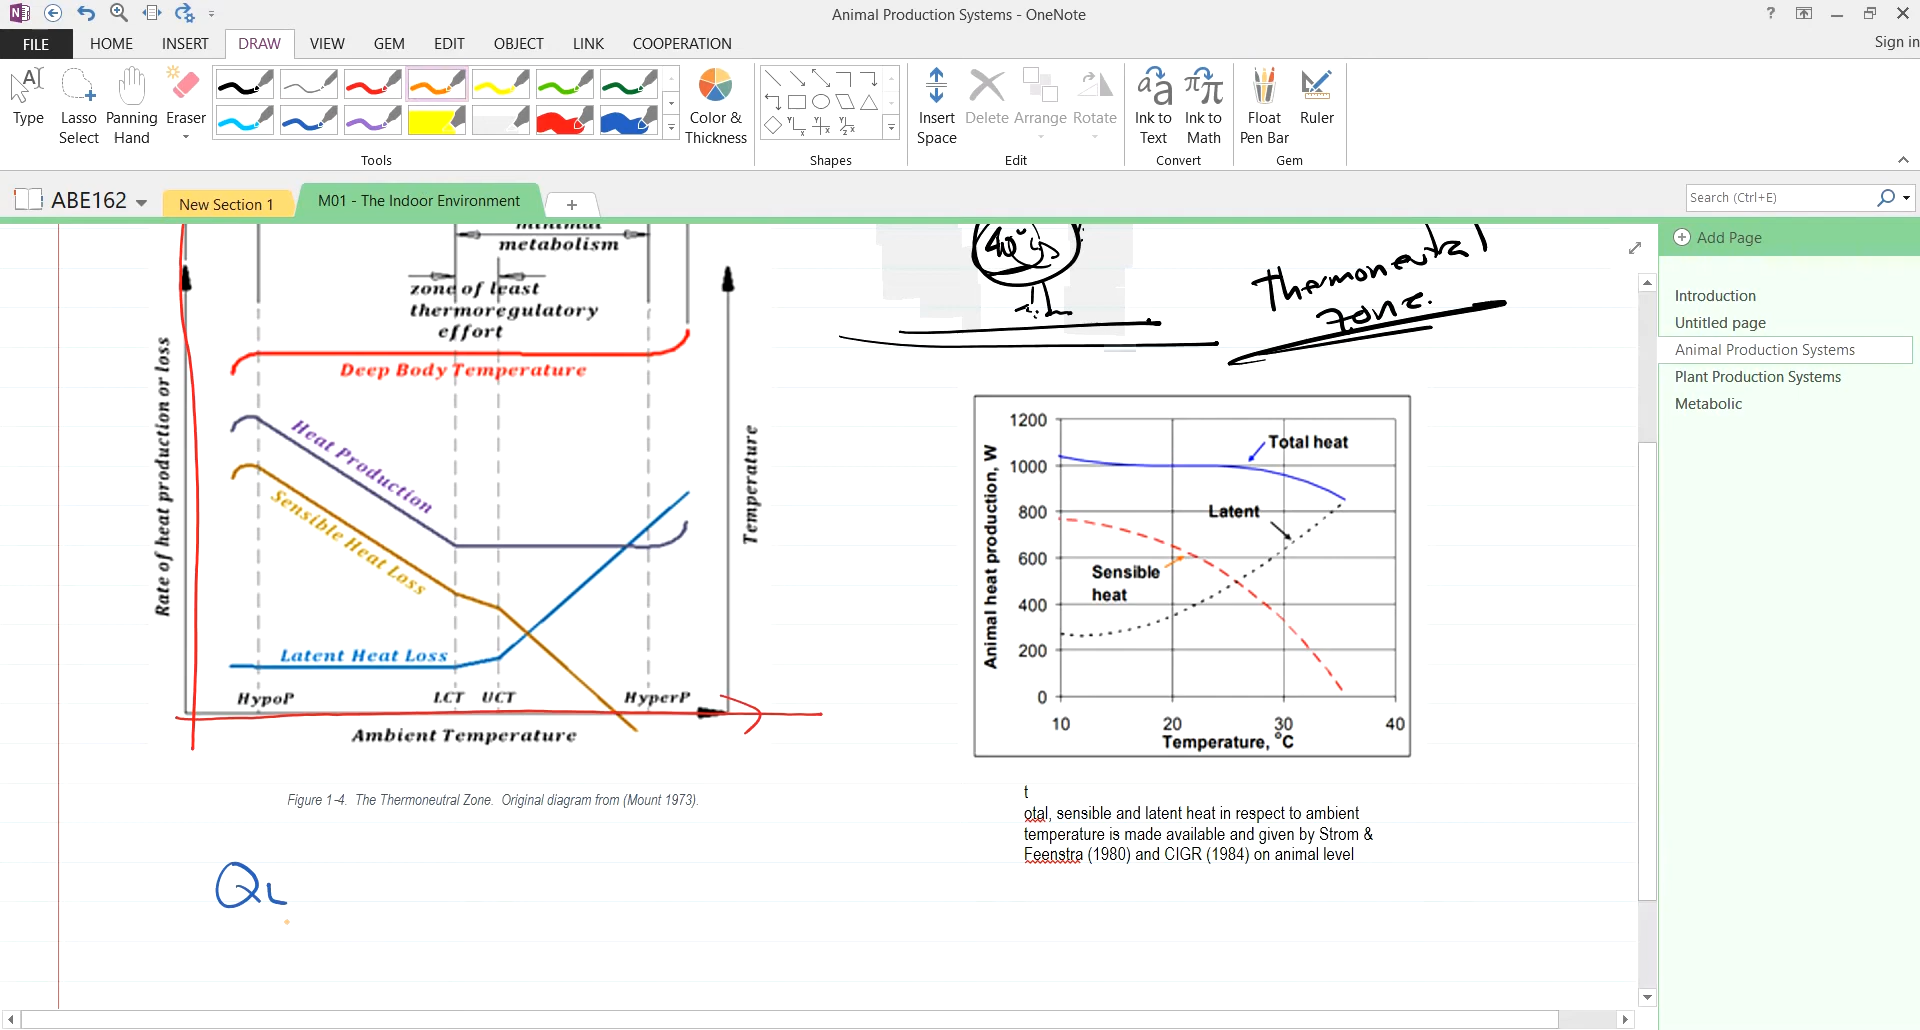 Animal Production Systems - OneNote
?
Sign in
FILE HOME INSERT DRAW VIEW GEM EDIT OBJECT LINK COOPERATION
Type
Lasso Select
Panning Hand
Eraser
Color & Thickness
Insert Space
Delete
Arrange
Rotate
Ink to Text
Ink to Math
Float Pen Bar
Ruler
Tools
Shapes
Edit
Convert
Gem
ABE162
New Section 1
M01 - The Indoor Environment
Search (Ctrl+E)
Add Page
Introduction
Untitled page
Animal Production Systems
Plant Production Systems
Metabolic
minimal
metabolism
zone of least
thermoregulatory
effort
Deep Body Temperature
Heat Production
Sensible Heat Loss
Latent Heat Loss
HypoP LCT UCT HyperP
Ambient Temperature
Rate of heat production or loss
Temperature
Figure 1-4. The Thermoneutral Zone. Original diagram from (Mount 1973).
QL
Thermoneutral
zone.
1200
1000
800
600
400
200
0
10 20 30 40
Animal heat production, W
Temperature, °C
Total heat
Latent
Sensible
heat
t
otal, sensible and latent heat in respect to ambient
temperature is made available and given by Strom &
Feenstra (1980) and CIGR (1984) on animal level